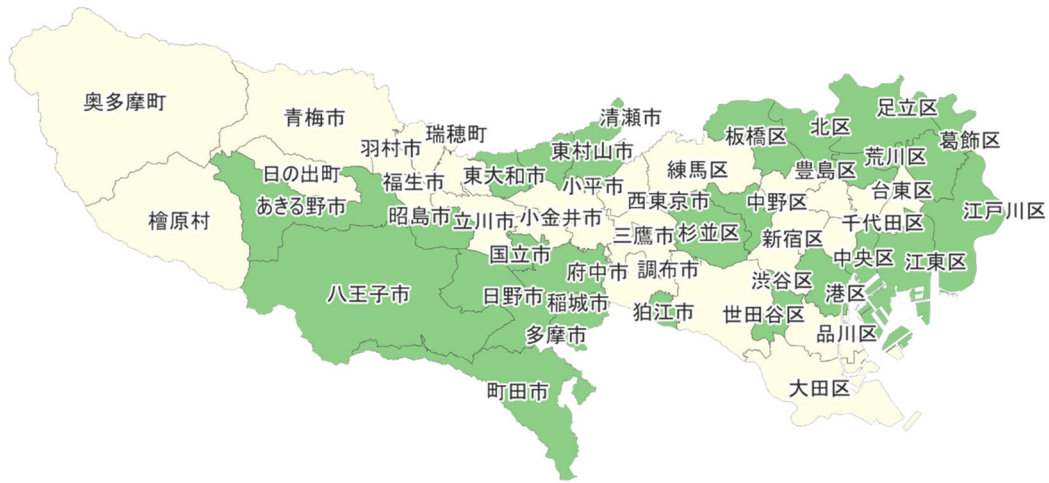 奥多摩町
青梅市
羽村市
瑞穂町
清瀬市
東村山市
板橋区
北区
足立区
葛飾区
日の出町
福生市
東大和市
小平市
練馬区
豊島区
荒川区
あきる野市
昭島市
立川市
小金井市
西東京市
中野区
台東区
江戸川区
檜原村
国立市
三鷹市
杉並区
新宿区
千代田区
八王子市
日野市
府中市
調布市
渋谷区
中央区
江東区
稲城市
狛江市
世田谷区
港区
多摩市
品川区
町田市
大田区